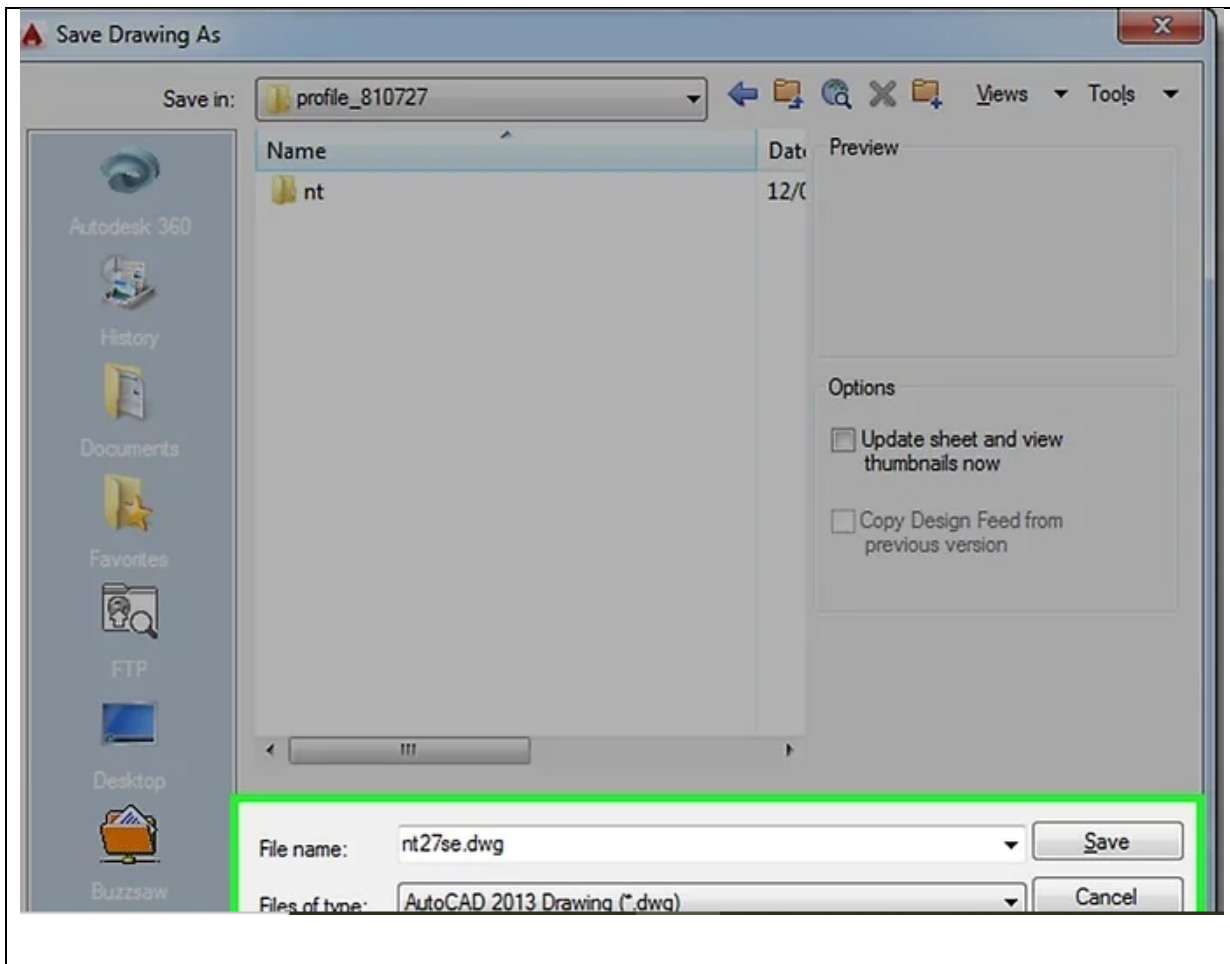 Save Drawing As
Save in:
profile_810727
Views
Tools
Name
Date
Preview
nt
12/0
Autodesk 360
History
Documents
Favorites
FTP
Desktop
Buzzsaw
Options
Update sheet and view
thumbnails now
Copy Design Feed from
previous version
File name:
nt27se.dwg
Save
Files of type:
AutoCAD 2013 Drawing (*.dwg)
Cancel